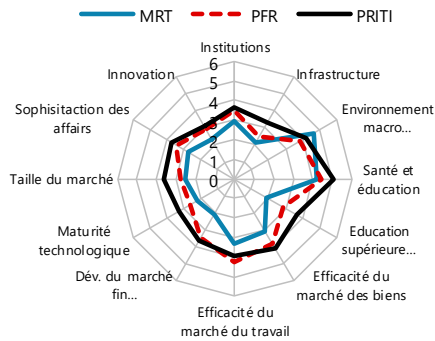 MRT PFR PRITI
Institutions
Infrastructure
Environnement
macro...
Santé et
éducation
Education
supérieure...
Efficacité du
marché des biens
Efficacité du
marché du travail
Dév. du marché
fin...
Maturité
technologique
Taille du marché
Sophisitaction des
affairs
Innovation
6
5
4
3
2
1
0